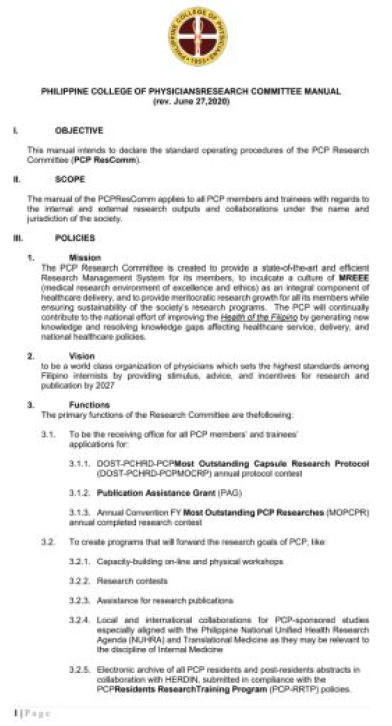 PHILIPPINE COLLEGE OF PHYSICIANS
1953
PHILIPPINE COLLEGE OF PHYSICIANSRESEARCH COMMITTEE MANUAL
(rev. June 27,2020)
I. OBJECTIVE
This manual intends to declare the standard operating procedures of the PCP Research
Committee (PCP ResComm).
II. SCOPE
The manual of the PCPResComm applies to all PCP members and trainees with regards to
the internal and external research outputs and collaborations under the name and
jurisdiction of the society.
III. POLICIES
1. Mission
The PCP Research Committee is created to provide a state-of-the-art and efficient
Research Management System for its members, to inculcate a culture of MREEE
(medical research environment of excellence and ethics) as an integral component of
healthcare delivery, and to provide meritocratic research growth for all its members while
ensuring sustainability of the society's research programs. The PCP will continually
contribute to the national effort of improving the Health of the Filipino by generating new
knowledge and resolving knowledge gaps affecting healthcare service, delivery, and
national healthcare policies.
2. Vision
to be a world class organization of physicians which sets the highest standards among
Filipino internists by providing stimulus, advice, and incentives for research and
publication by 2027
3. Functions
The primary functions of the Research Committee are thefollowing:
3.1. To be the receiving office for all PCP members' and trainees'
applications for:
3.1.1. DOST-PCHRD-PCPMost Outstanding Capsule Research Protocol
(DOST-PCHRD-PCPMOCRP) annual protocol contest
3.1.2. Publication Assistance Grant (PAG)
3.1.3. Annual Convention FY Most Outstanding PCP Researches (MOPCPR)
annual completed research contest
3.2. To create programs that will forward the research goals of PCP, like:
3.2.1. Capacity-building on-line and physical workshops
3.2.2. Research contests
3.2.3. Assistance for research publications
3.2.4. Local and international collaborations for PCP-sponsored studies
especially aligned with the Philippine National Unified Health Research
Agenda (NUHRA) and Translational Medicine as they may be relevant to
the discipline of Internal Medicine
3.2.5. Electronic archive of all PCP residents and post-residents abstracts in
collaboration with HERDIN, submitted in compliance with the
PCPResidents ResearchTraining Program (PCP-RRTP) policies.
1 | Page